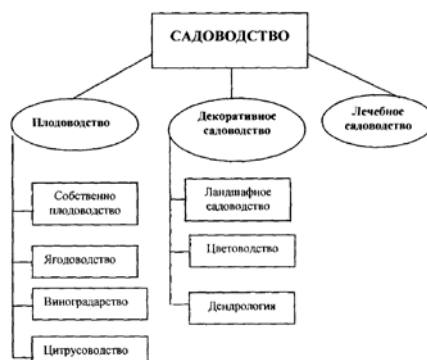 САДОВОДСТВО
Плодоводство
Декоративное
садоводство
Лечебное
садоводство
Собственно
плодоводство
Ягодоводство
Виноградарство
Цитрусоводство
Ландшафное
садоводство
Цветоводство
Дендрология